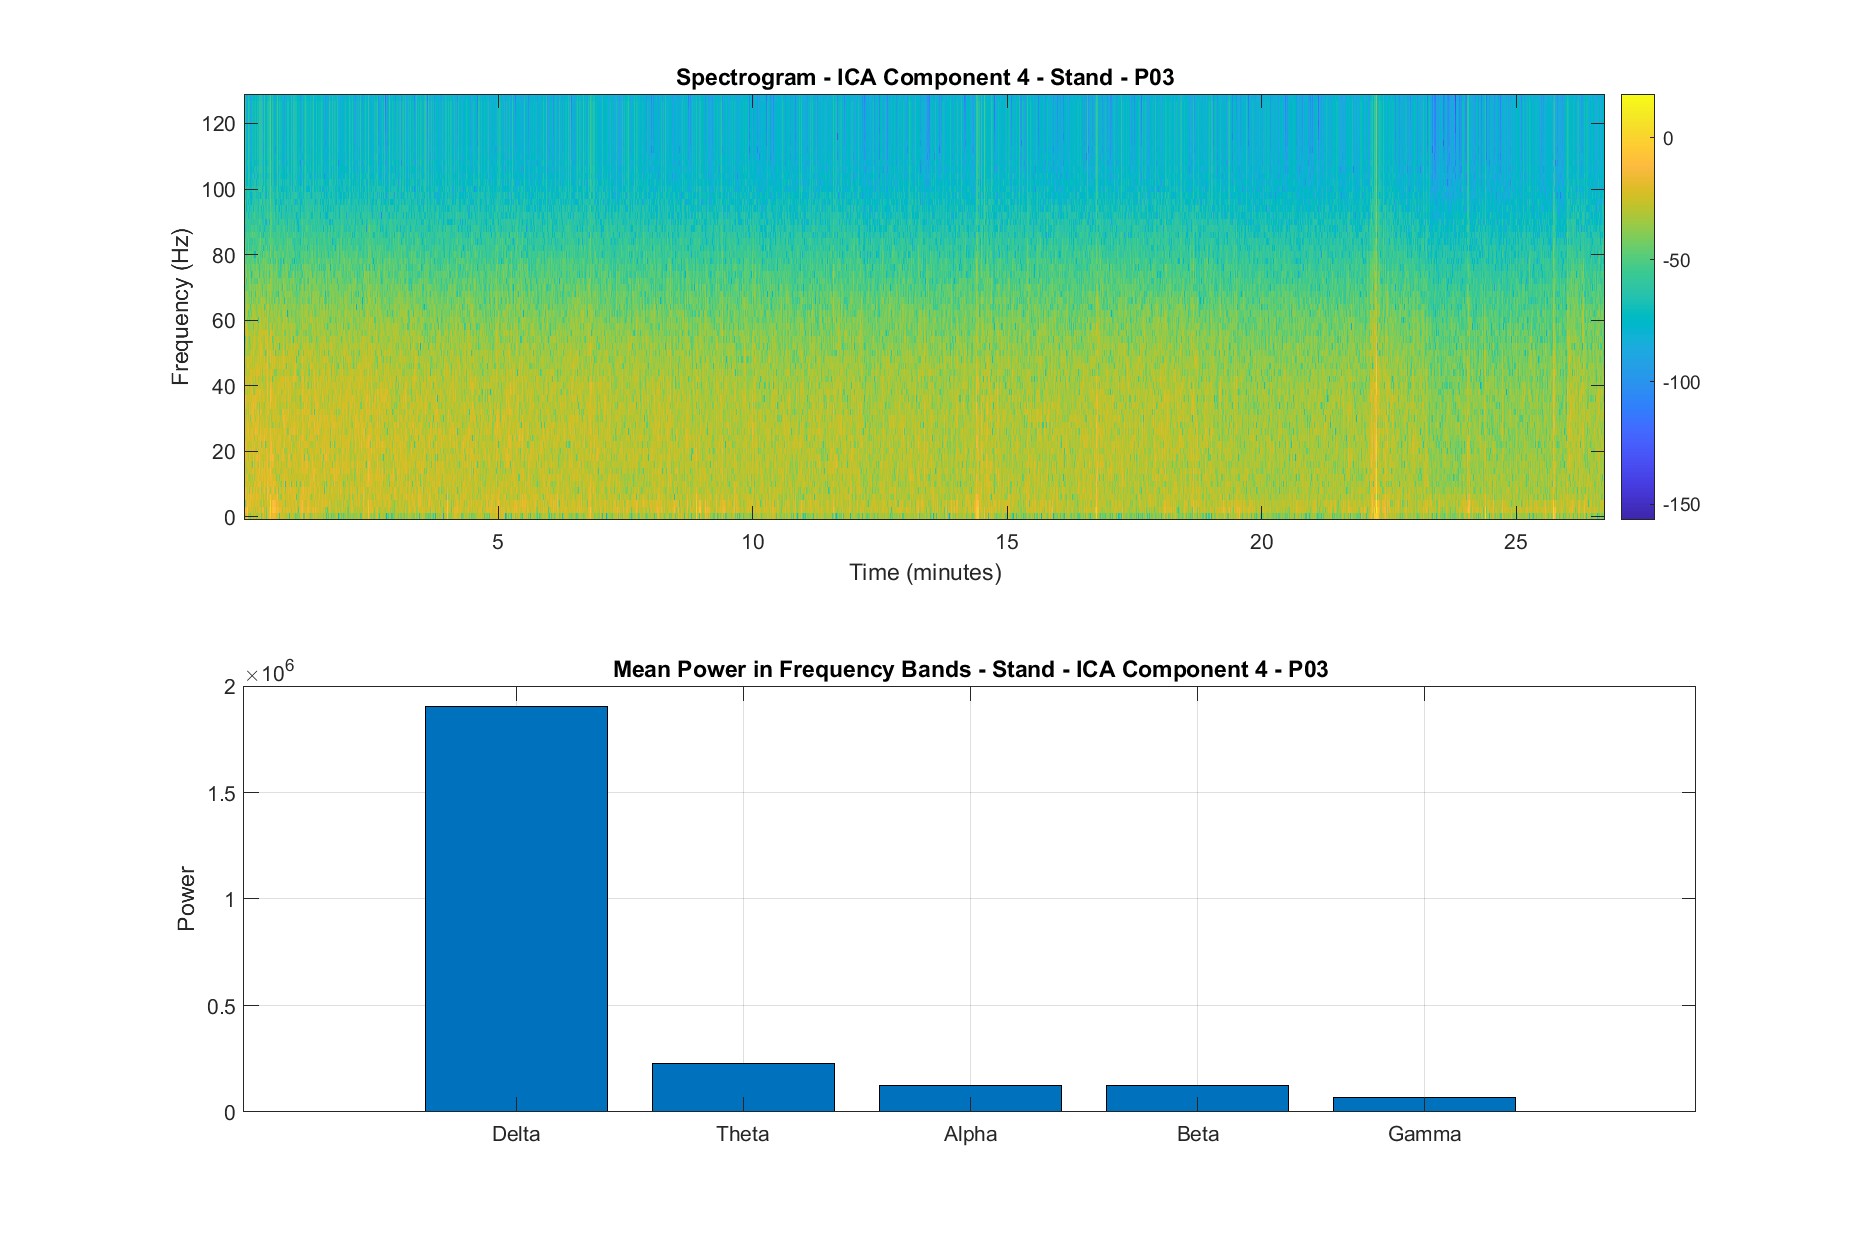 Spectrogram - ICA Component 4 - Stand - P03
120
100
80
60
40
20
0
Frequency (Hz)
5
10
15
20
25
Time (minutes)
0
-50
-100
-150
Mean Power in Frequency Bands - Stand - ICA Component 4 - P03
×10⁶
2
1.5
1
0.5
0
Power
Delta
Theta
Alpha
Beta
Gamma